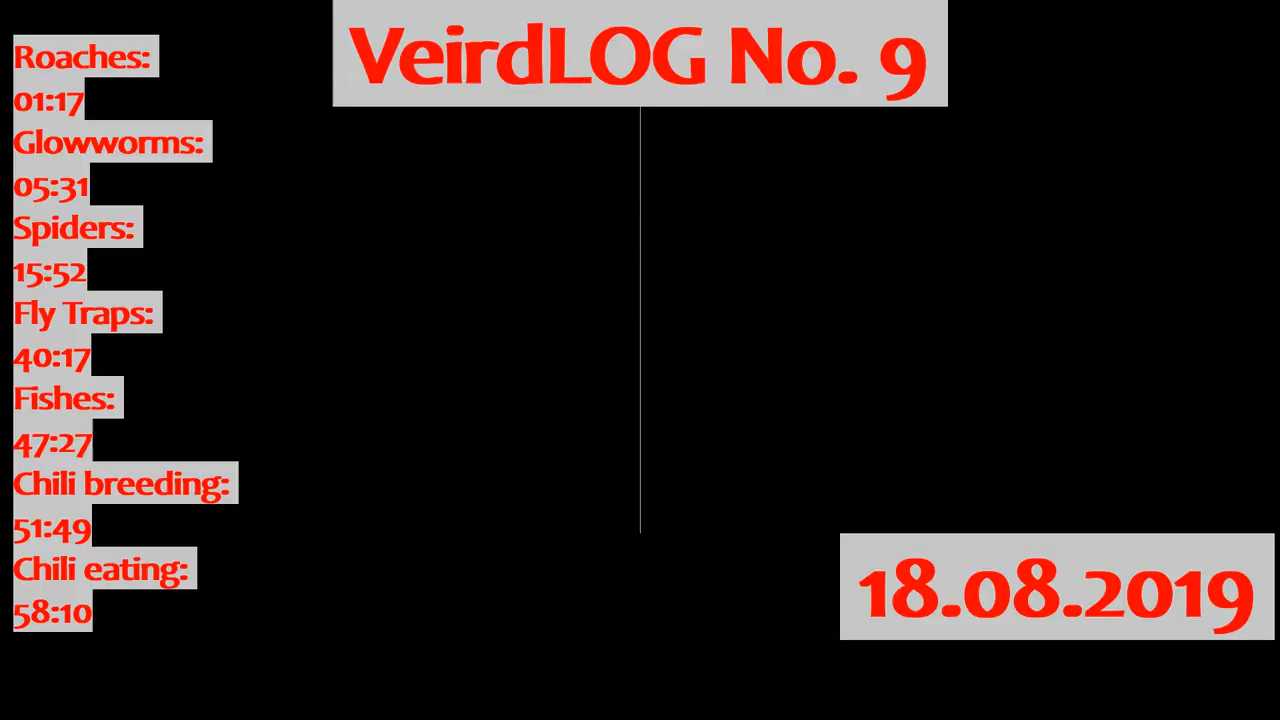 VeirdLOG No. 9
Roaches:
01:17
Glowworms:
05:31
Spiders:
15:52
Fly Traps:
40:17
Fishes:
47:27
Chili breeding:
51:49
Chili eating:
58:10
18.08.2019